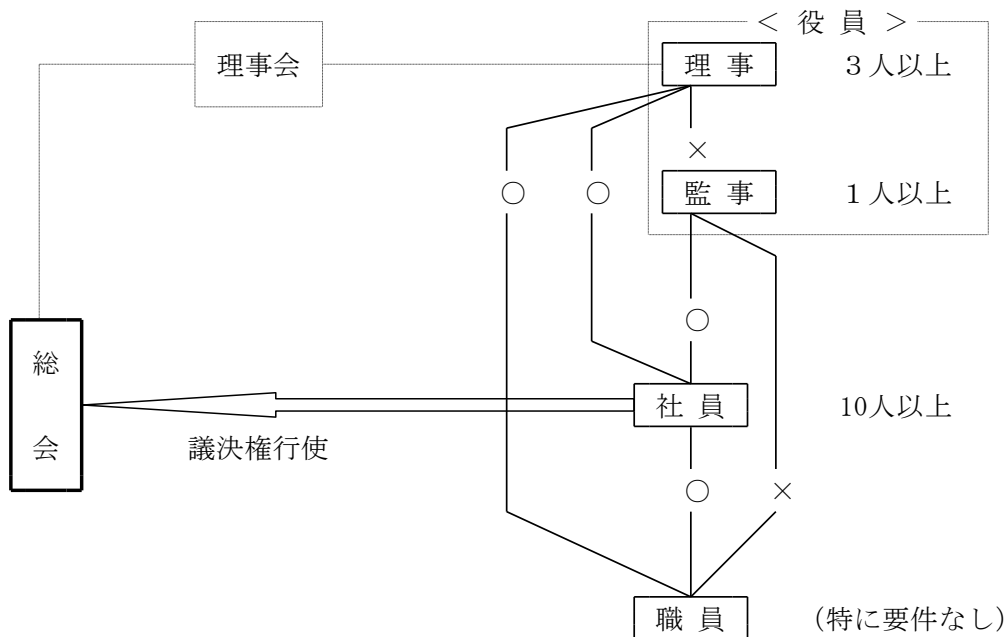 ＜ 役 員 ＞
理事会
理 事
３人以上
×
○
○
監 事
１人以上
○
総
会
社 員
10人以上
議決権行使
○
×
職 員
（特に要件なし）